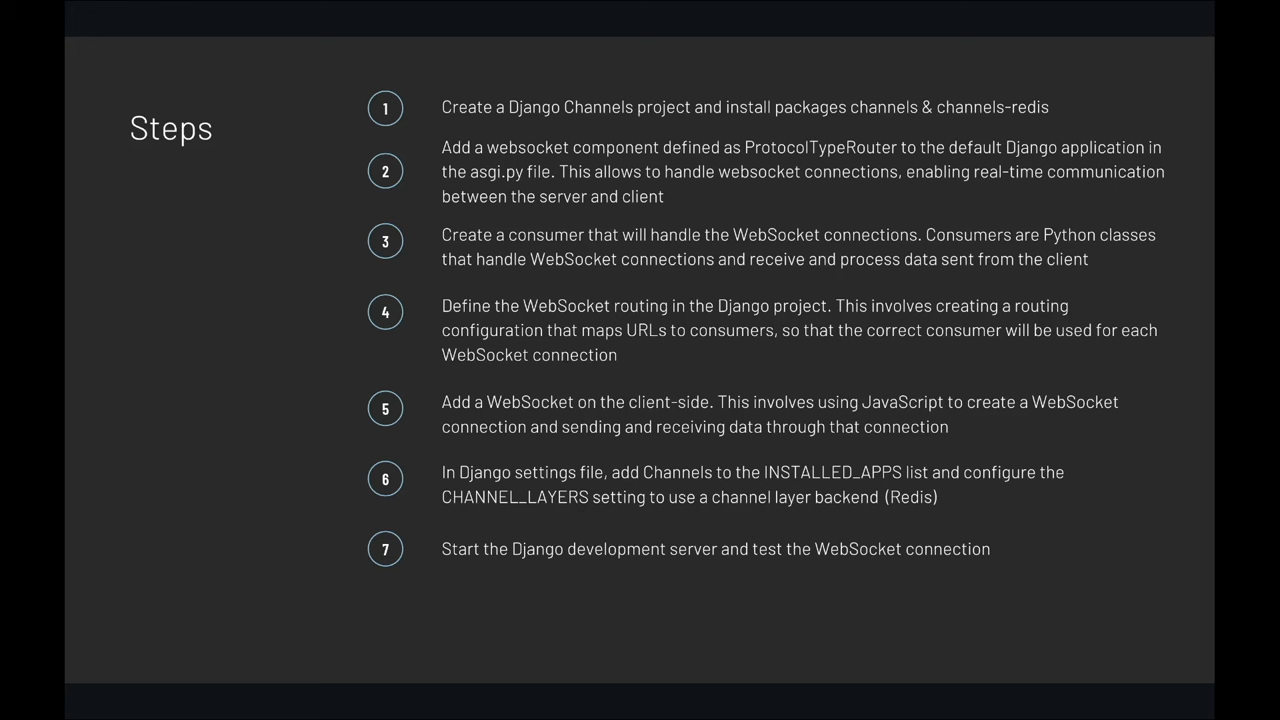 Steps
1
Create a Django Channels project and install packages channels & channels-redis
2
Add a websocket component defined as ProtocolTypeRouter to the default Django application in
the asgi.py file. This allows to handle websocket connections, enabling real-time communication
between the server and client
3
Create a consumer that will handle the WebSocket connections. Consumers are Python classes
that handle WebSocket connections and receive and process data sent from the client
4
Define the WebSocket routing in the Django project. This involves creating a routing
configuration that maps URLs to consumers, so that the correct consumer will be used for each
WebSocket connection
5
Add a WebSocket on the client-side. This involves using JavaScript to create a WebSocket
connection and sending and receiving data through that connection
6
In Django settings file, add Channels to the INSTALLED_APPS list and configure the
CHANNEL_LAYERS setting to use a channel layer backend (Redis)
7
Start the Django development server and test the WebSocket connection